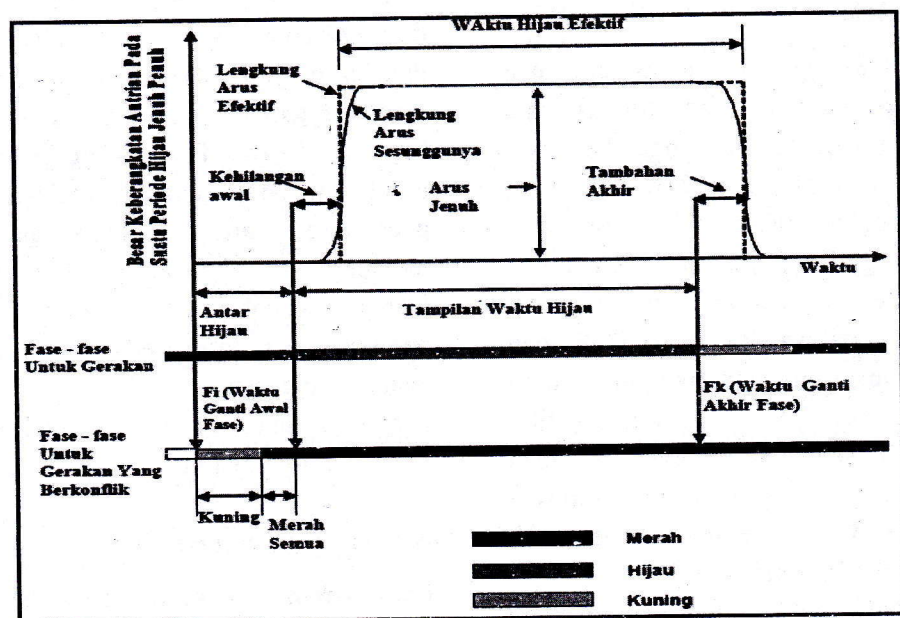 WAktu Hijau Efektif
Besar Keberangkatan Antrian Pada
Suatu Periode Hijau Jenuh Penuh
Lengkung
Arus
Efektif
Lengkung
Arus
Sesunggunya
Kehilangan
awal
Arus
Jenuh
Tambahan
Akhir
Waktu
Antar
Hijau
Tampilan Waktu Hijau
Fase - fase
Untuk Gerakan
Fi (Waktu
Ganti Awal
Fase)
Fk (Waktu Ganti
Akhir Fase)
Fase - fase
Untuk
Gerakan Yang
Berkonflik
Kuning
Merah
Semua
Merah
Hijau
Kuning